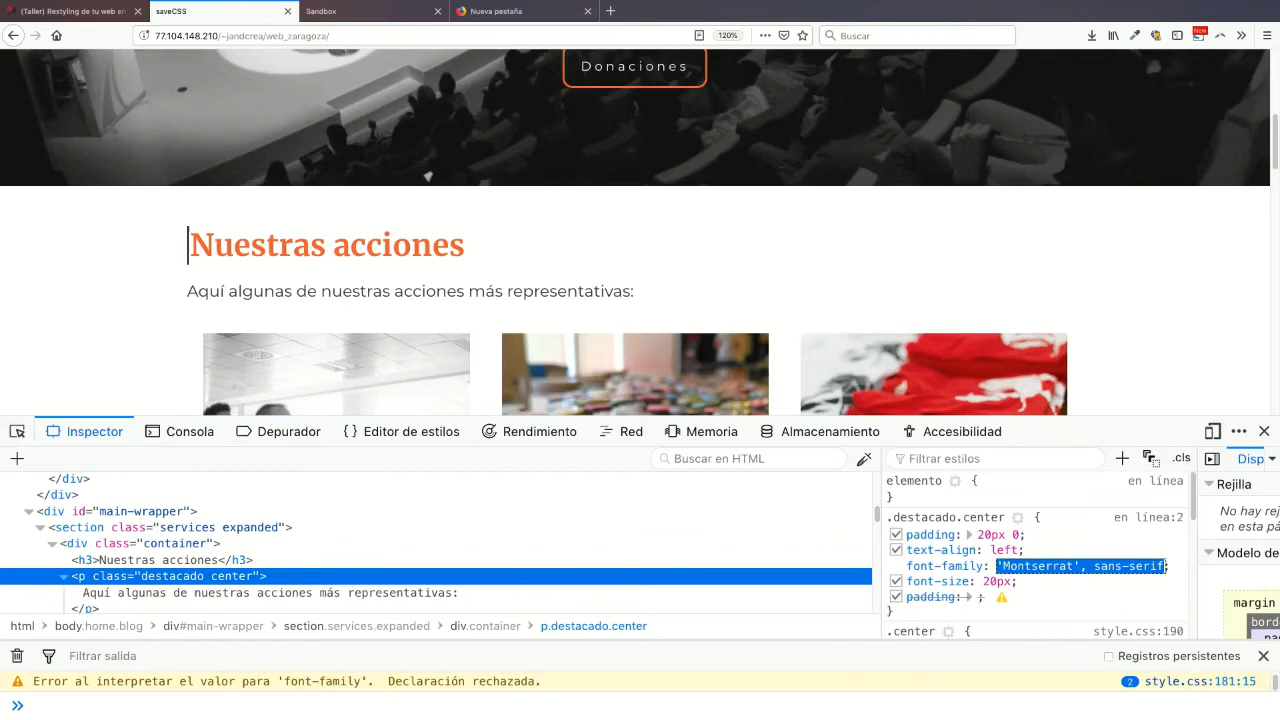 (Taller) Restyling de tu web en
saveCSS
Sandbox
Nueva pestaña
77.104.148.210/~jandcrea/web_zaragoza/
120%
Buscar
New
Donaciones
Nuestras acciones
Aquí algunas de nuestras acciones más representativas:
Inspector
Consola
Depurador
{ } Editor de estilos
Rendimiento
Red
Memoria
Almacenamiento
Accesibilidad
Buscar en HTML
Filtrar estilos
.cls
Disp
</div>
</div>
<div id="main-wrapper">
<section class="services expanded">
<div class="container">
<h3>Nuestras acciones</h3>
<p class="destacado center">
Aquí algunas de nuestras acciones más representativas:
</p>
elemento {
en línea
}
.destacado.center {
en línea:2
padding: 20px 0;
text-align: left;
font-family: 'Montserrat', sans-serif;
font-size: 20px;
padding: ;
}
.center {
style.css:190
Rejilla
No hay rej
en esta pá
Modelo de
margin
bord
pa
html
body.home.blog
div#main-wrapper
section.services.expanded
div.container
p.destacado.center
Filtrar salida
Registros persistentes
Error al interpretar el valor para 'font-family'. Declaración rechazada.
2
style.css:181:15
»